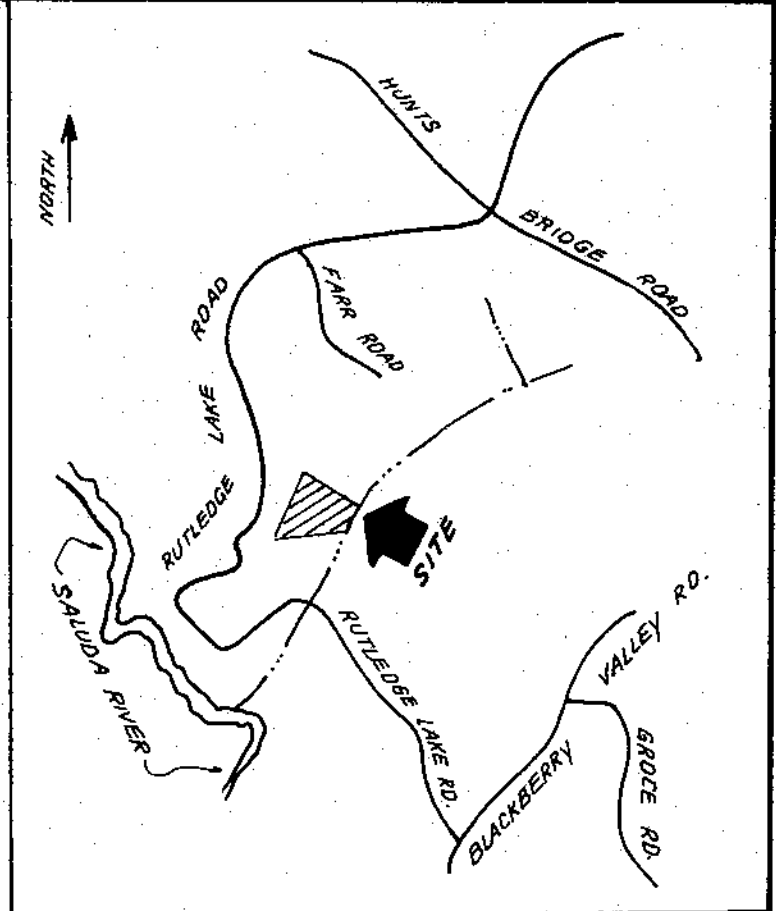 NORTH
HUNTS
BRIDGE ROAD
FARR ROAD
RUTLEDGE LAKE ROAD
SITE
SALUDA RIVER
RUTLEDGE LAKE RD.
BLACKBERRY
VALLEY RD.
GROCE RD.